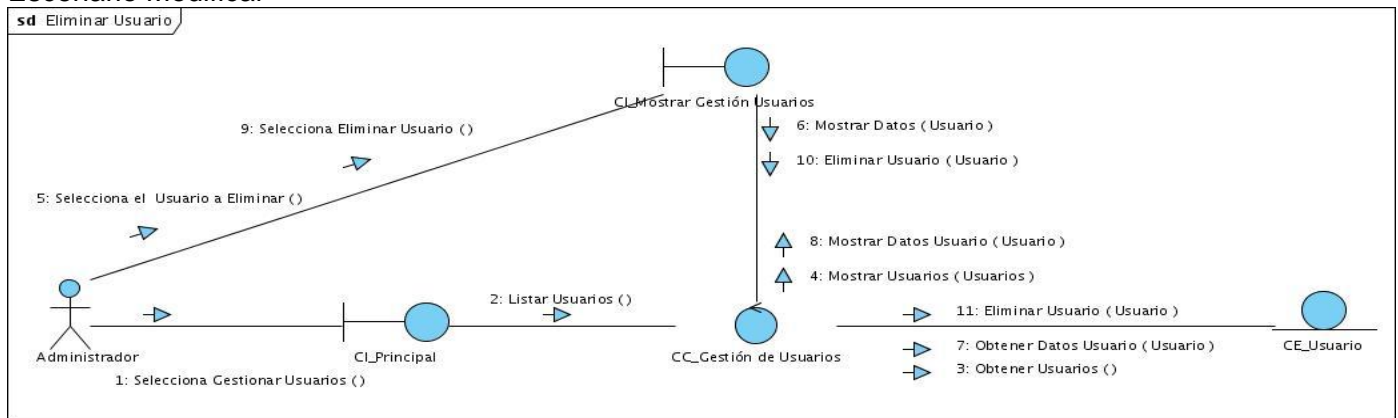 Escenario Modificar
sd Eliminar Usuario
CI_Mostrar Gestión Usuarios
9: Selecciona Eliminar Usuario ()
6: Mostrar Datos ( Usuario )
10: Eliminar Usuario ( Usuario )
5: Selecciona el Usuario a Eliminar ()
8: Mostrar Datos Usuario ( Usuario )
4: Mostrar Usuarios ( Usuarios )
2: Listar Usuarios ()
11: Eliminar Usuario ( Usuario )
Administrador
CI_Principal
CC_Gestión de Usuarios
7: Obtener Datos Usuario ( Usuario )
CE_Usuario
1: Selecciona Gestionar Usuarios ()
3: Obtener Usuarios ()